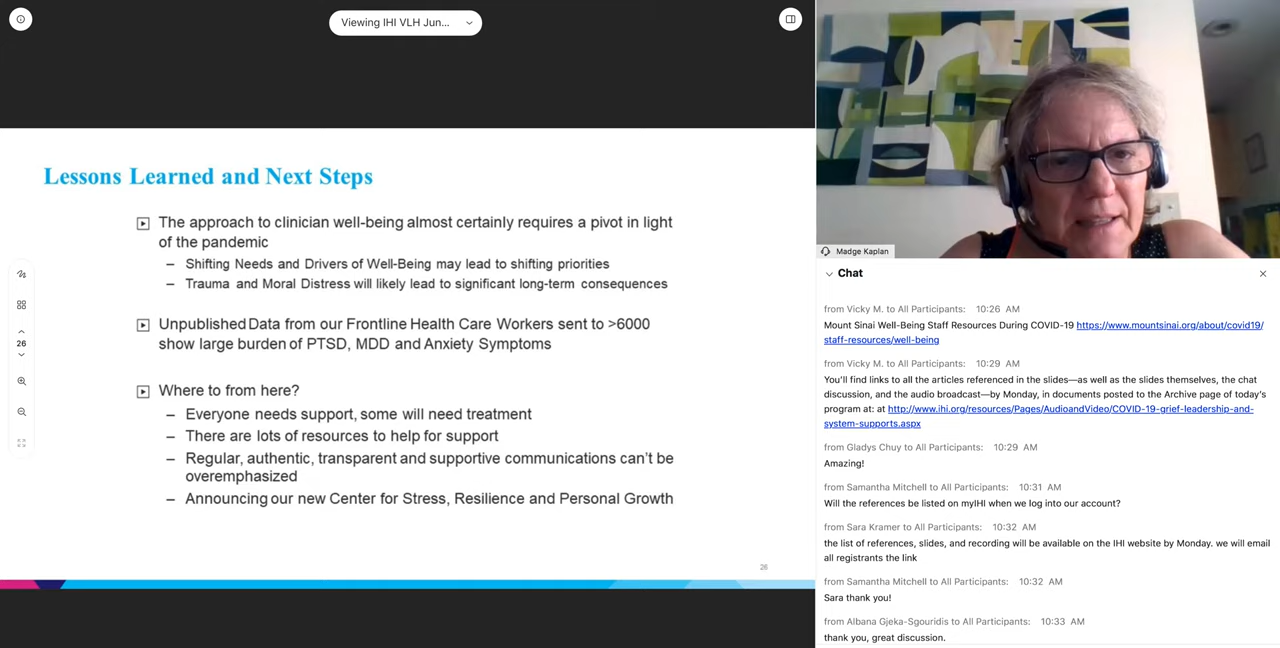 Viewing IHI VLH Jun...
Lessons Learned and Next Steps
The approach to clinician well-being almost certainly requires a pivot in light
of the pandemic
– Shifting Needs and Drivers of Well-Being may lead to shifting priorities
– Trauma and Moral Distress will likely lead to significant long-term consequences
Unpublished Data from our Frontline Health Care Workers sent to >6000
show large burden of PTSD, MDD and Anxiety Symptoms
Where to from here?
– Everyone needs support, some will need treatment
– There are lots of resources to help for support
– Regular, authentic, transparent and supportive communications can't be
overemphasized
– Announcing our new Center for Stress, Resilience and Personal Growth
26
26
Madge Kaplan
Chat
from Vicky M. to All Participants: 10:26 AM
Mount Sinai Well-Being Staff Resources During COVID-19 https://www.mountsinai.org/about/covid19/
staff-resources/well-being
from Vicky M. to All Participants: 10:29 AM
You'll find links to all the articles referenced in the slides—as well as the slides themselves, the chat
discussion, and the audio broadcast—by Monday, in documents posted to the Archive page of today's
program at: at http://www.ihi.org/resources/Pages/AudioandVideo/COVID-19-grief-leadership-and-
system-supports.aspx
from Gladys Chuy to All Participants: 10:29 AM
Amazing!
from Samantha Mitchell to All Participants: 10:31 AM
Will the references be listed on myIHI when we log into our account?
from Sara Kramer to All Participants: 10:32 AM
the list of references, slides, and recording will be available on the IHI website by Monday. we will email
all registrants the link
from Samantha Mitchell to All Participants: 10:32 AM
Sara thank you!
from Albana Gjeka-Sgouridis to All Participants: 10:33 AM
thank you, great discussion.